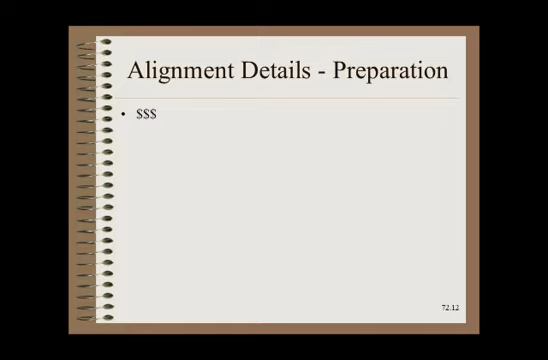 Alignment Details - Preparation
• $$$
72.12